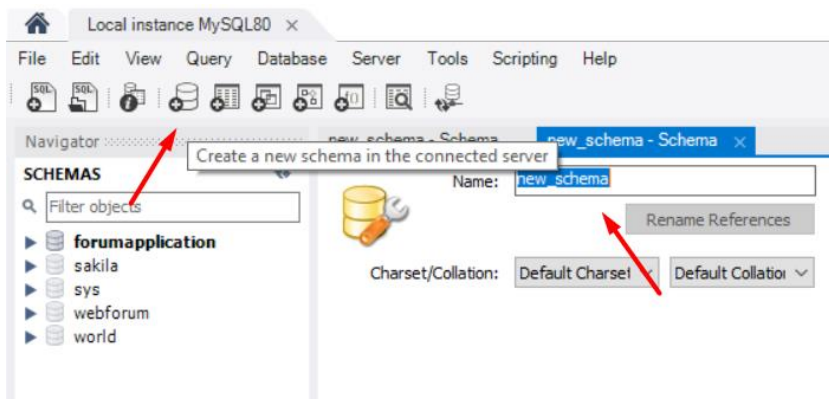 Local instance MySQL80 ×
File Edit View Query Database Server Tools Scripting Help
Navigator
new_schema - Schema
new_schema - Schema ×
Create a new schema in the connected server
SCHEMAS
Filter objects
forumapplication
sakila
sys
webforum
world
Name: new_schema
Rename References
Charset/Collation: Default Charset Default Collation